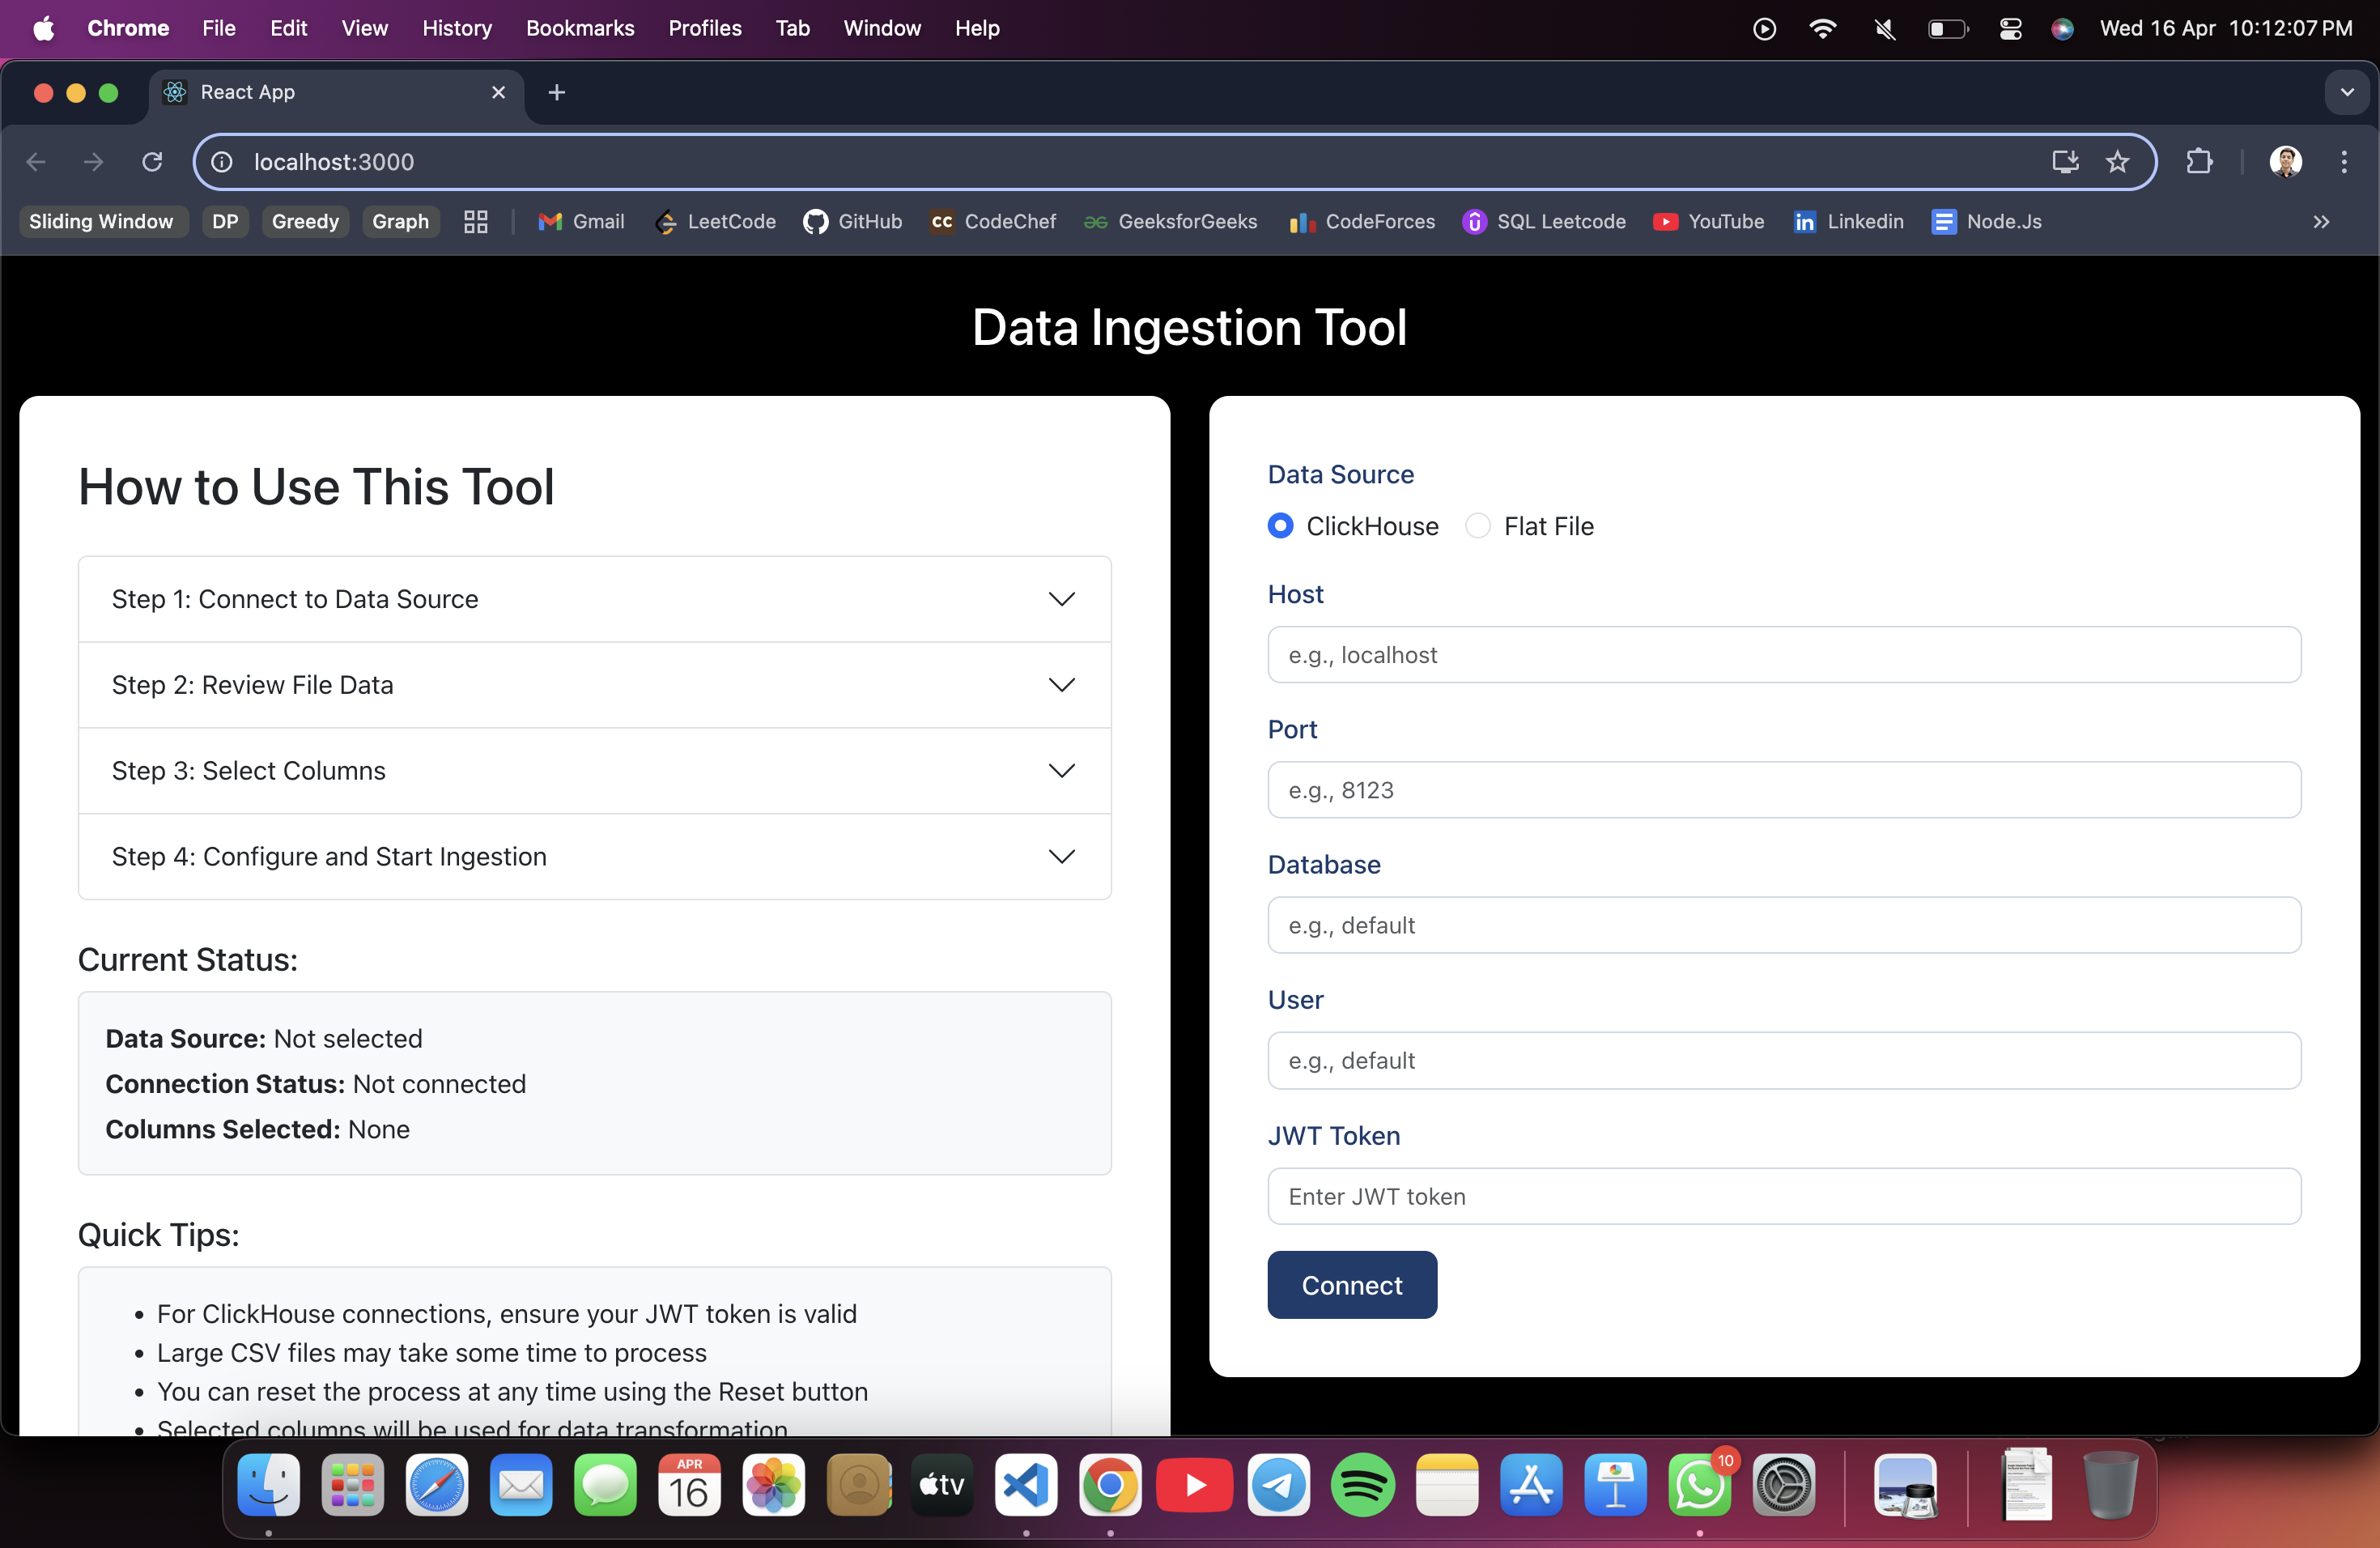 Chrome File Edit View History Bookmarks Profiles Tab Window Help Wed 16 Apr 10:12:07 PM
React App
localhost:3000
Sliding Window DP Greedy Graph Gmail LeetCode GitHub CC CodeChef GeeksforGeeks CodeForces SQL Leetcode YouTube in Linkedin Node.Js
Data Ingestion Tool
How to Use This Tool
Step 1: Connect to Data Source
Step 2: Review File Data
Step 3: Select Columns
Step 4: Configure and Start Ingestion
Current Status:
Data Source: Not selected
Connection Status: Not connected
Columns Selected: None
Quick Tips:
• For ClickHouse connections, ensure your JWT token is valid
• Large CSV files may take some time to process
• You can reset the process at any time using the Reset button
• Selected columns will be used for data transformation
Data Source
ClickHouse Flat File
Host
e.g., localhost
Port
e.g., 8123
Database
e.g., default
User
e.g., default
JWT Token
Enter JWT token
Connect
APR
16
tv
10